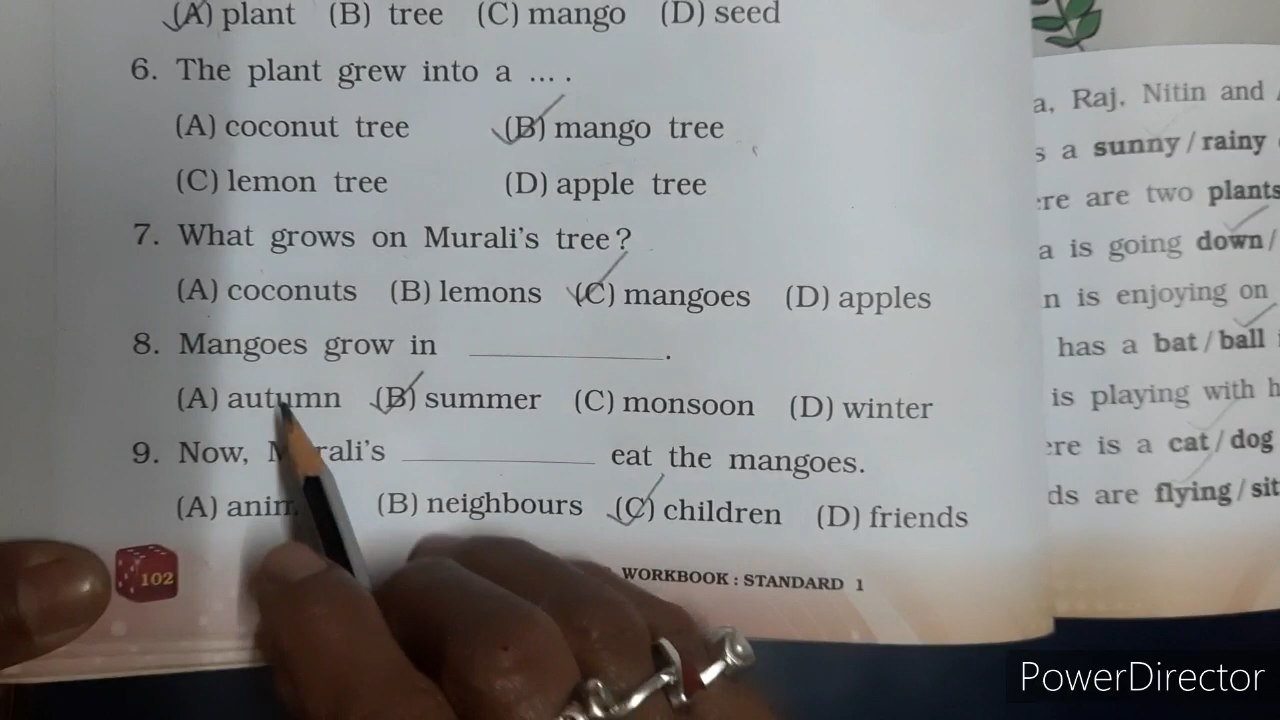 (A) plant (B) tree (C) mango (D) seed
6. The plant grew into a ... .
(A) coconut tree (B) mango tree
(C) lemon tree (D) apple tree
7. What grows on Murali's tree?
(A) coconuts (B) lemons (C) mangoes (D) apples
8. Mangoes grow in ____________.
(A) autumn (B) summer (C) monsoon (D) winter
9. Now, ____________ eat the mangoes.
(A) (B) neighbours (C) children (D) friends
102
WORKBOOK : STANDARD 1
Raj. Nitin and
a sunny / rainy
are two plants
is going down /
is enjoying on
has a bat / ball
is playing with
is a cat / dog
are flying / sit
PowerDirector